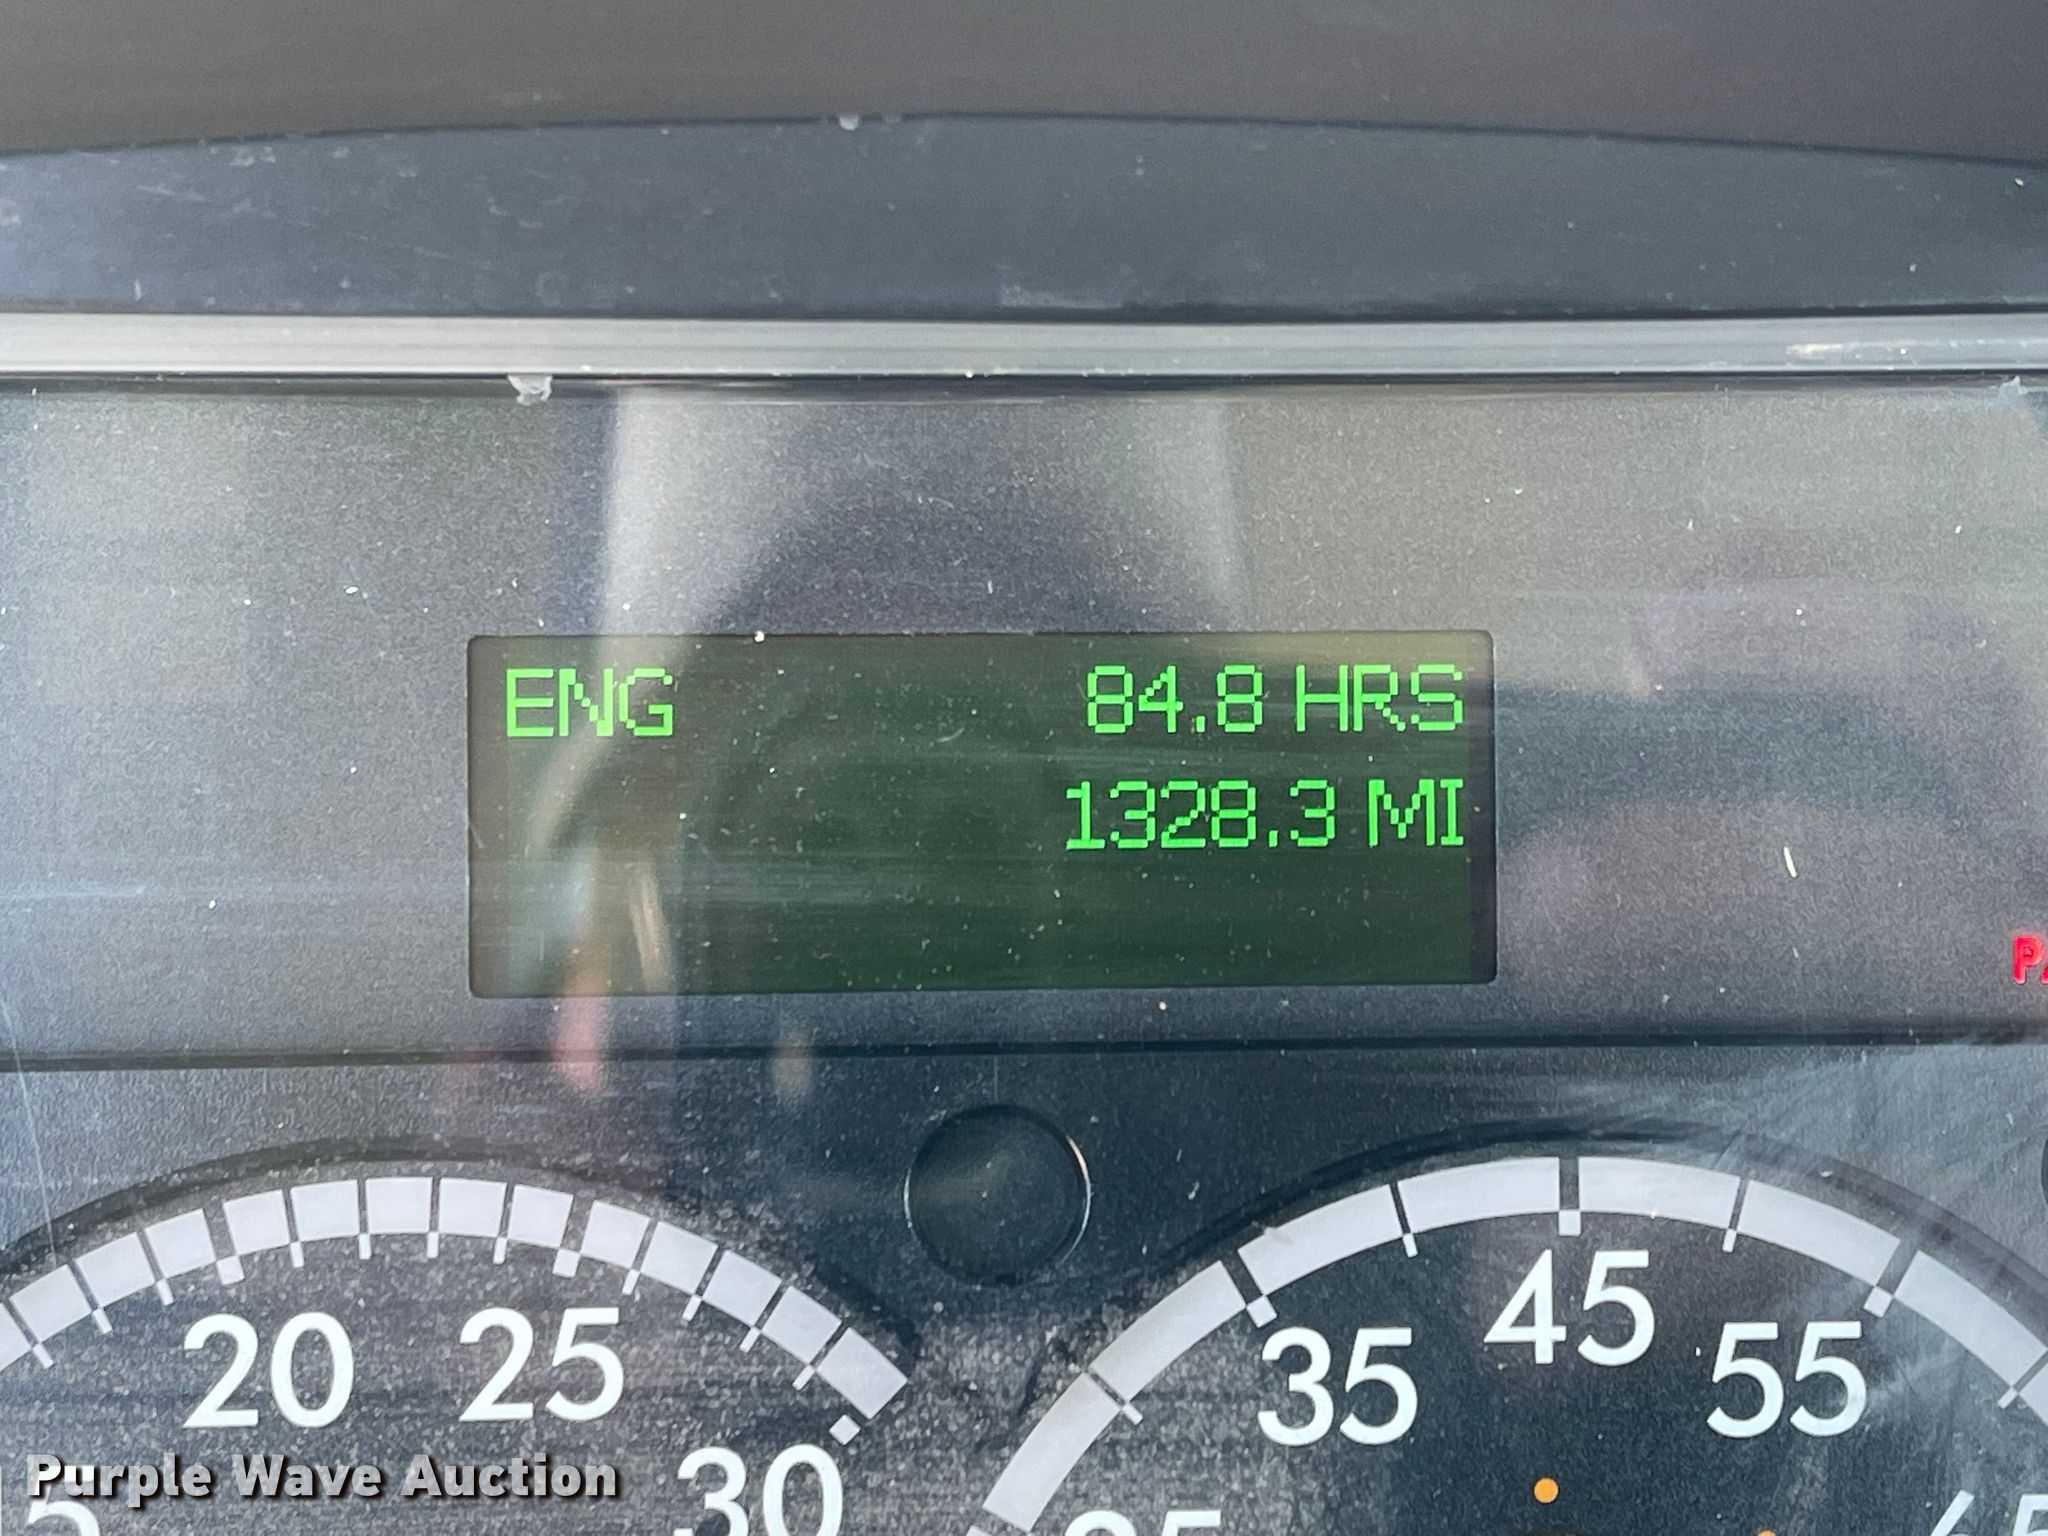 ENG 84.8 HRS
1328.3 MI
20 25 30
35 45 55
Purple Wave Auction